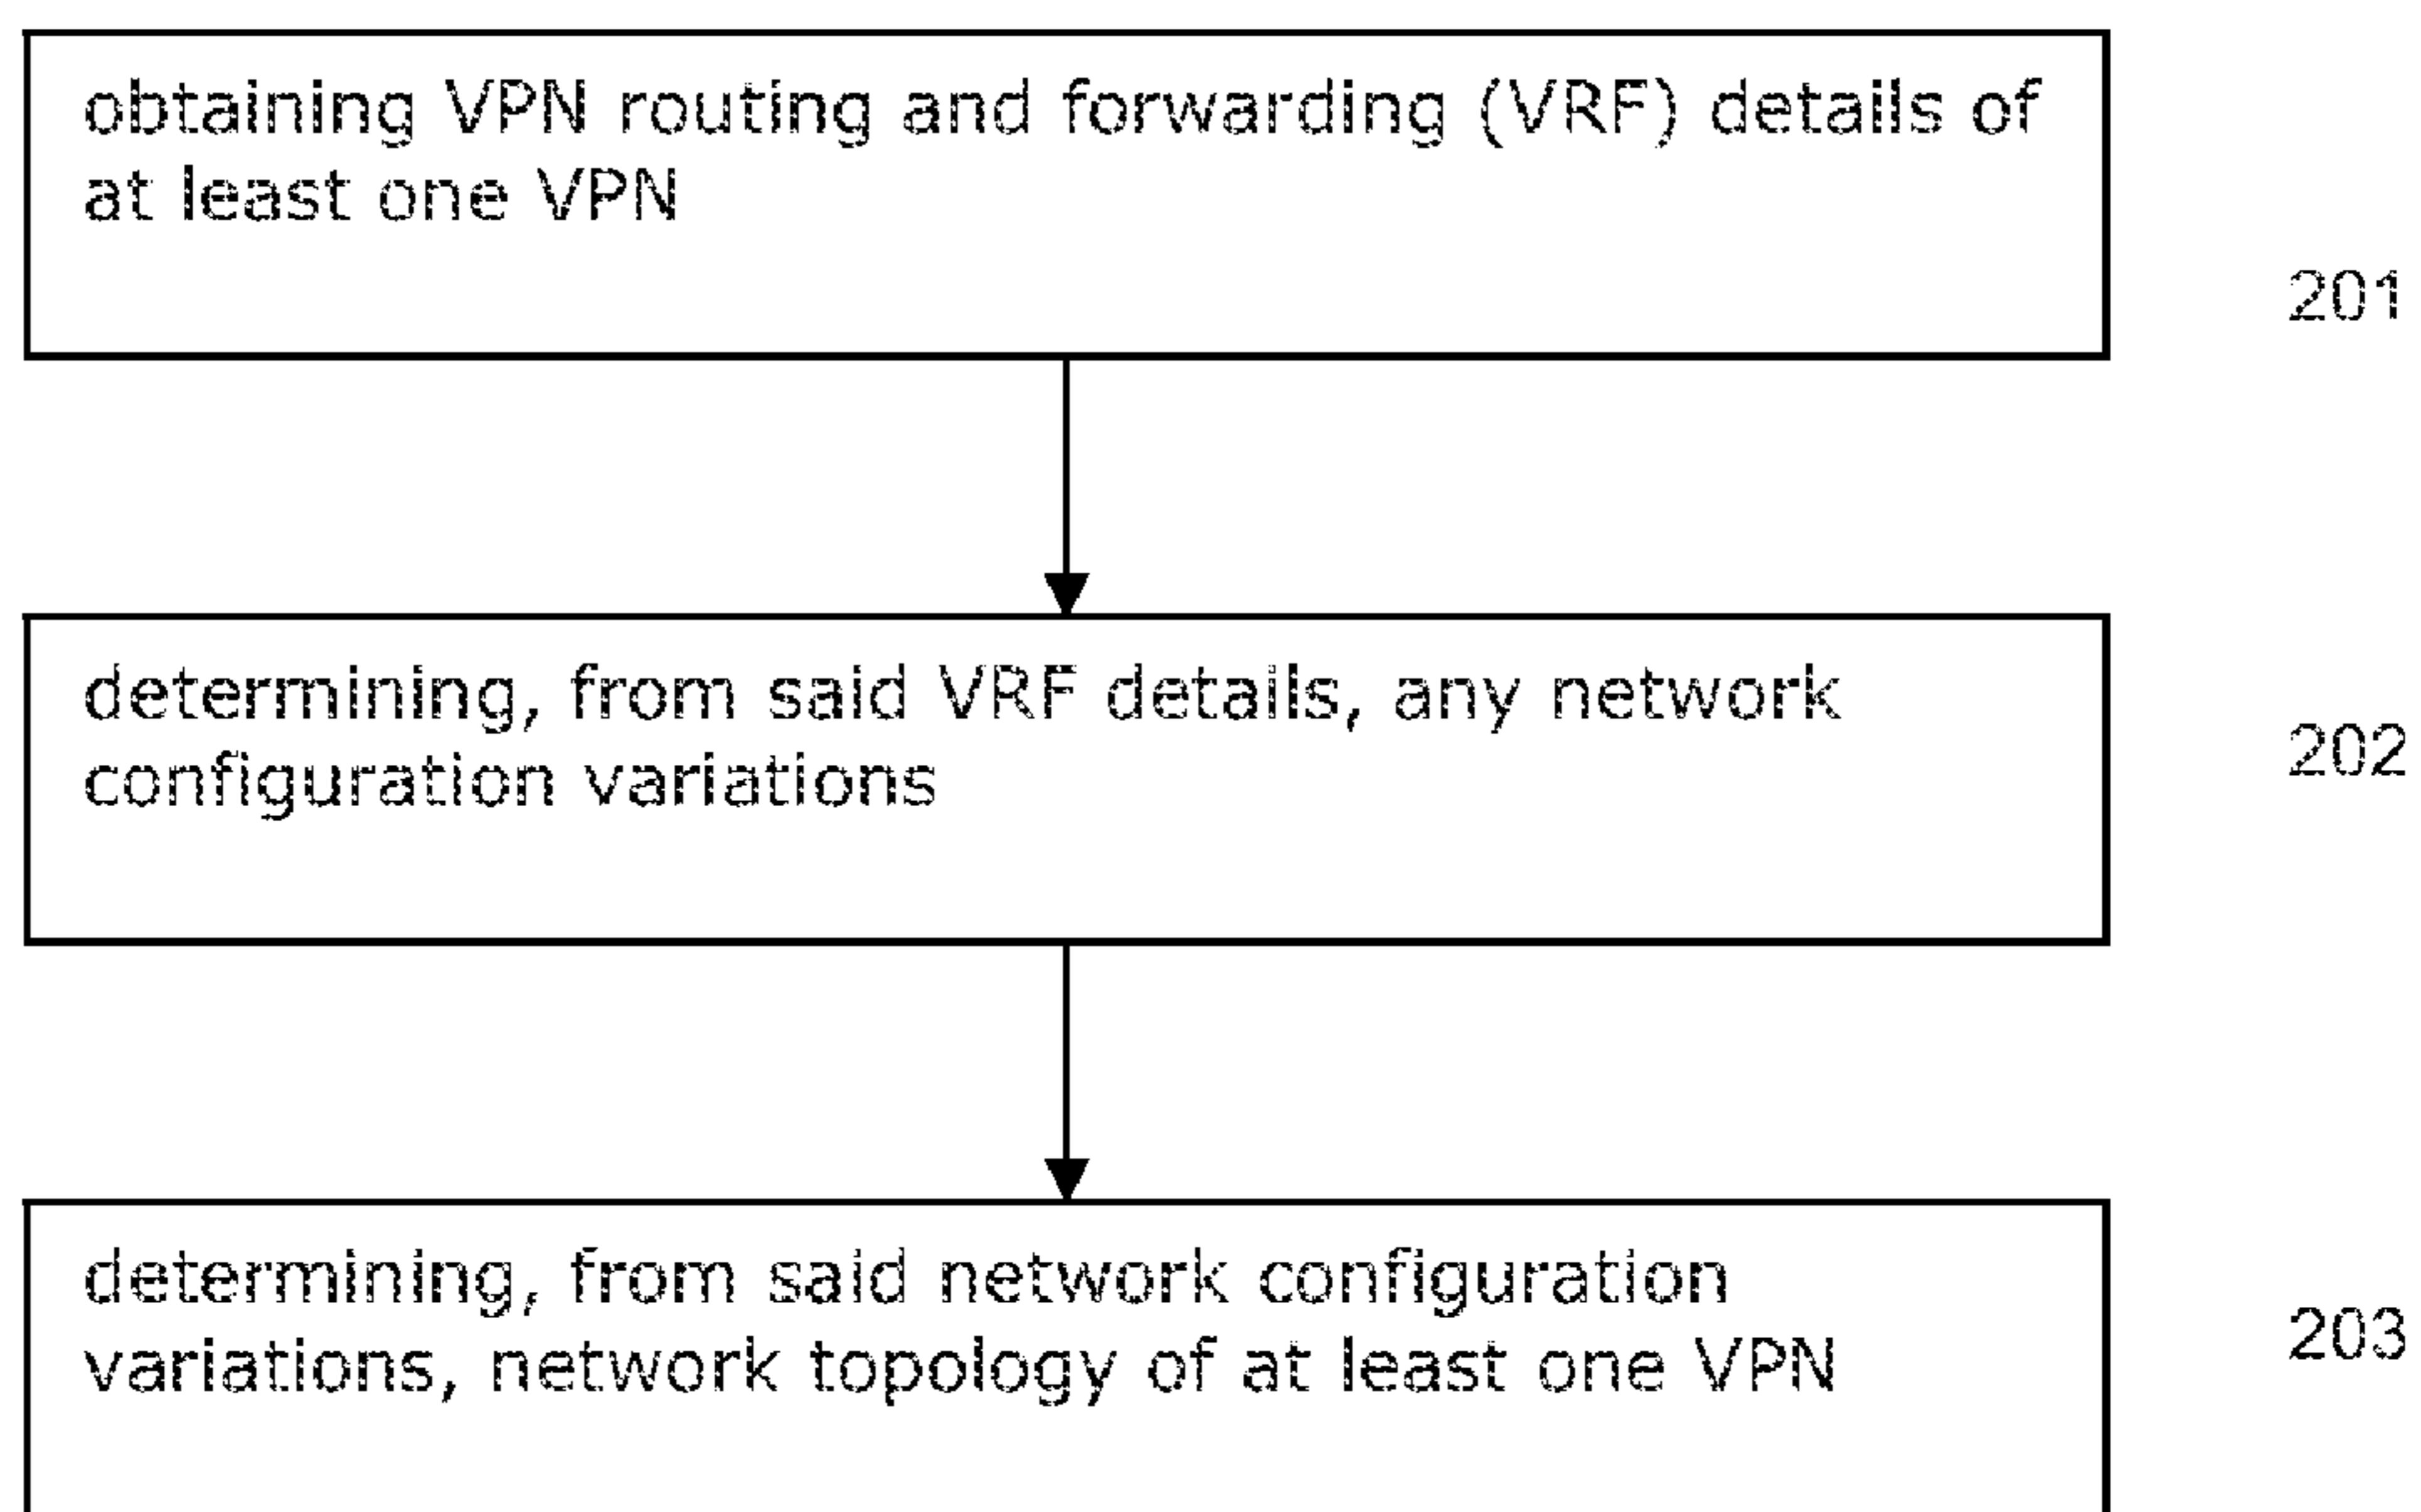 obtaining VPN routing and forwarding (VRF) details of
at least one VPN
201
determining, from said VRF details, any network
configuration variations
202
determining, from said network configuration
variations, network topology of at least one VPN
203